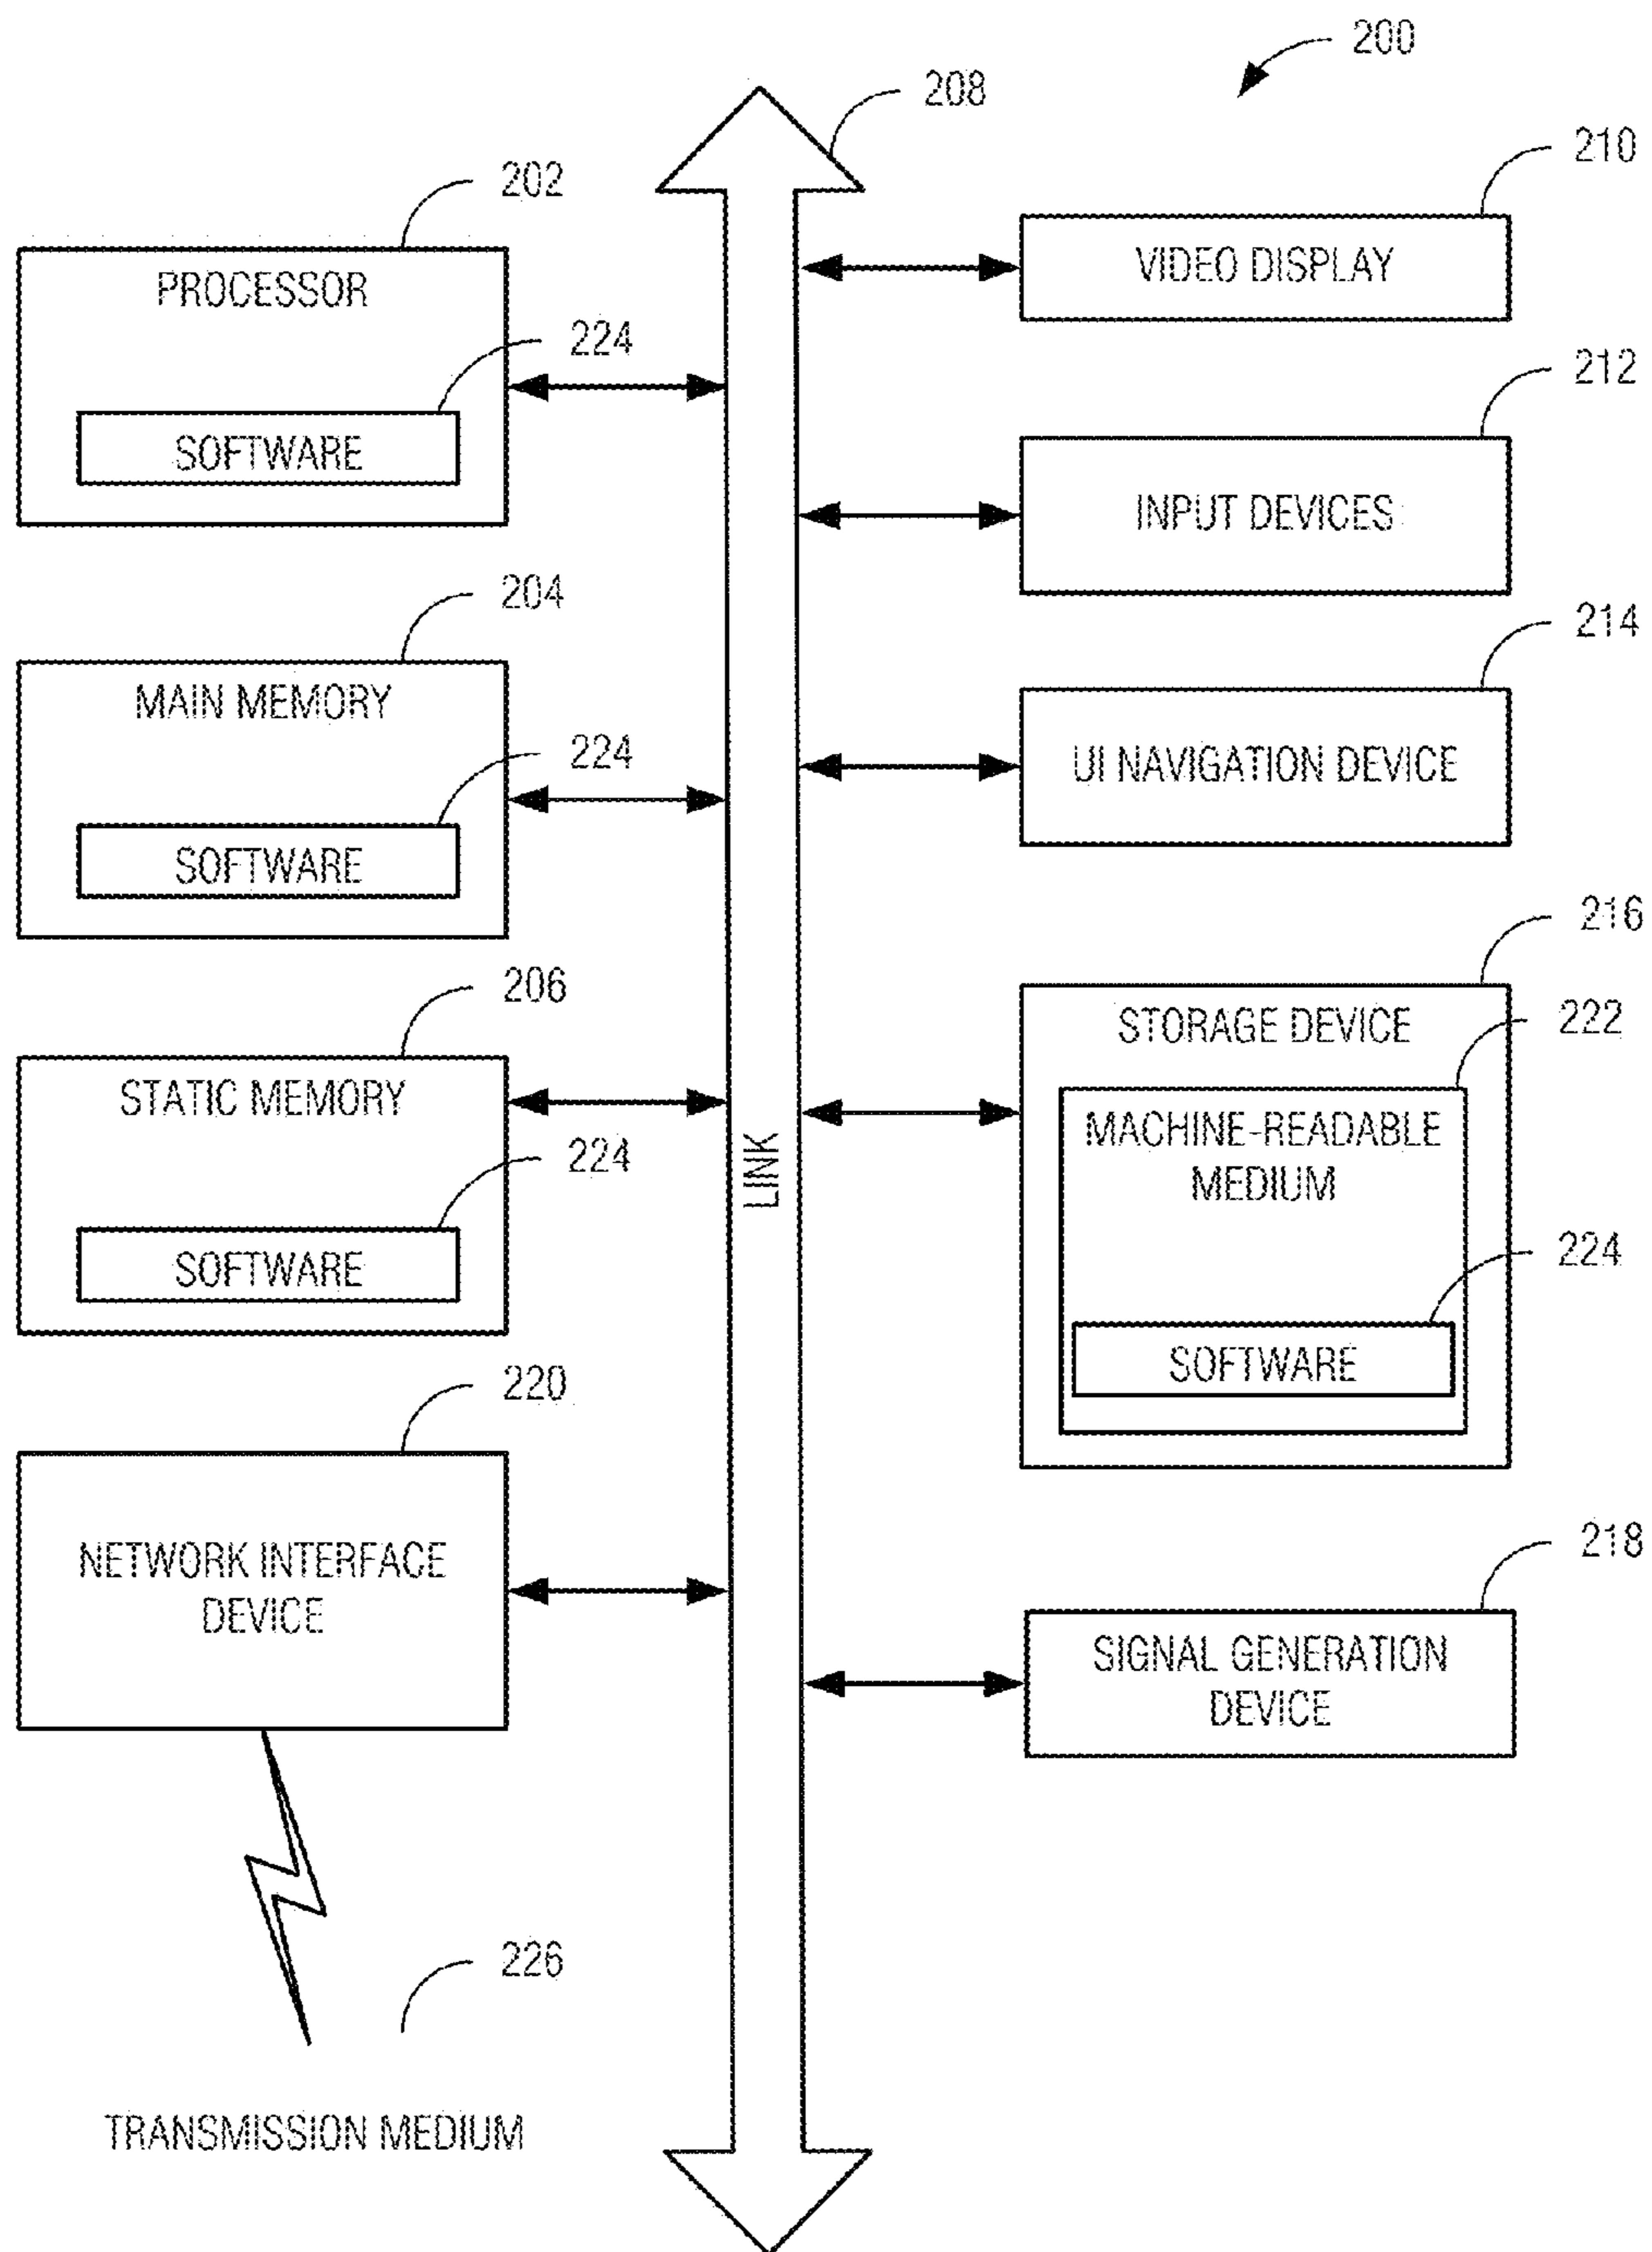 200
208
202
PROCESSOR
224
SOFTWARE
204
MAIN MEMORY
224
SOFTWARE
206
STATIC MEMORY
224
SOFTWARE
220
NETWORK INTERFACE
DEVICE
226
TRANSMISSION MEDIUM
LINK
210
VIDEO DISPLAY
212
INPUT DEVICES
214
UI NAVIGATION DEVICE
216
STORAGE DEVICE
222
MACHINE-READABLE
MEDIUM
224
SOFTWARE
218
SIGNAL GENERATION
DEVICE